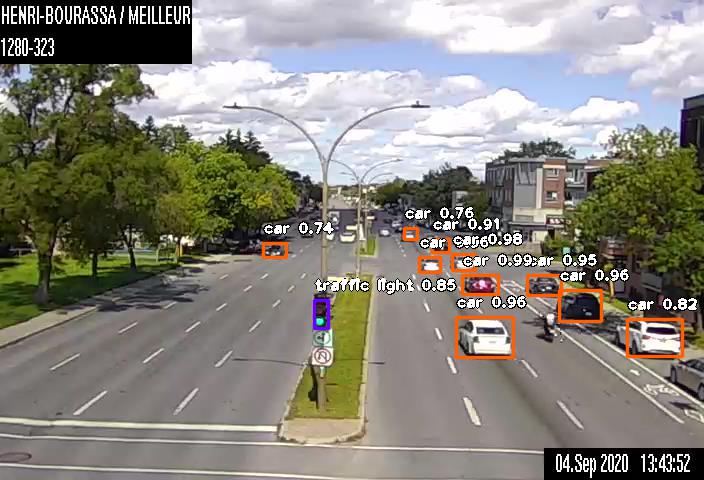 HENRI-BOURASSA / MEILLEUR
1280-323
car 0.76
car 0.91
car 0.74
car 0.98
car 0.99
car 0.95
traffic light 0.85
car 0.96
car 0.96
car 0.82
04.Sep 2020 13:43:52